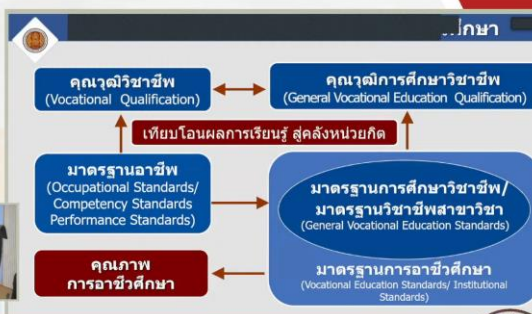 คุณวุฒิวิชาชีพ
(Vocational Qualification)
คุณวุฒิการศึกษาวิชาชีพ
(General Vocational Education Qualification)
เทียบโอนผลการเรียนรู้ สู่คลังหน่วยกิต
มาตรฐานอาชีพ
(Occupational Standards/
Competency Standards
Performance Standards)
มาตรฐานการศึกษาวิชาชีพ/
มาตรฐานวิชาชีพสาขาวิชา
(General Vocational Education Standards)
คุณภาพ
การอาชีวศึกษา
มาตรฐานการอาชีวศึกษา
(Vocational Education Standards/ Institutional
Standards)